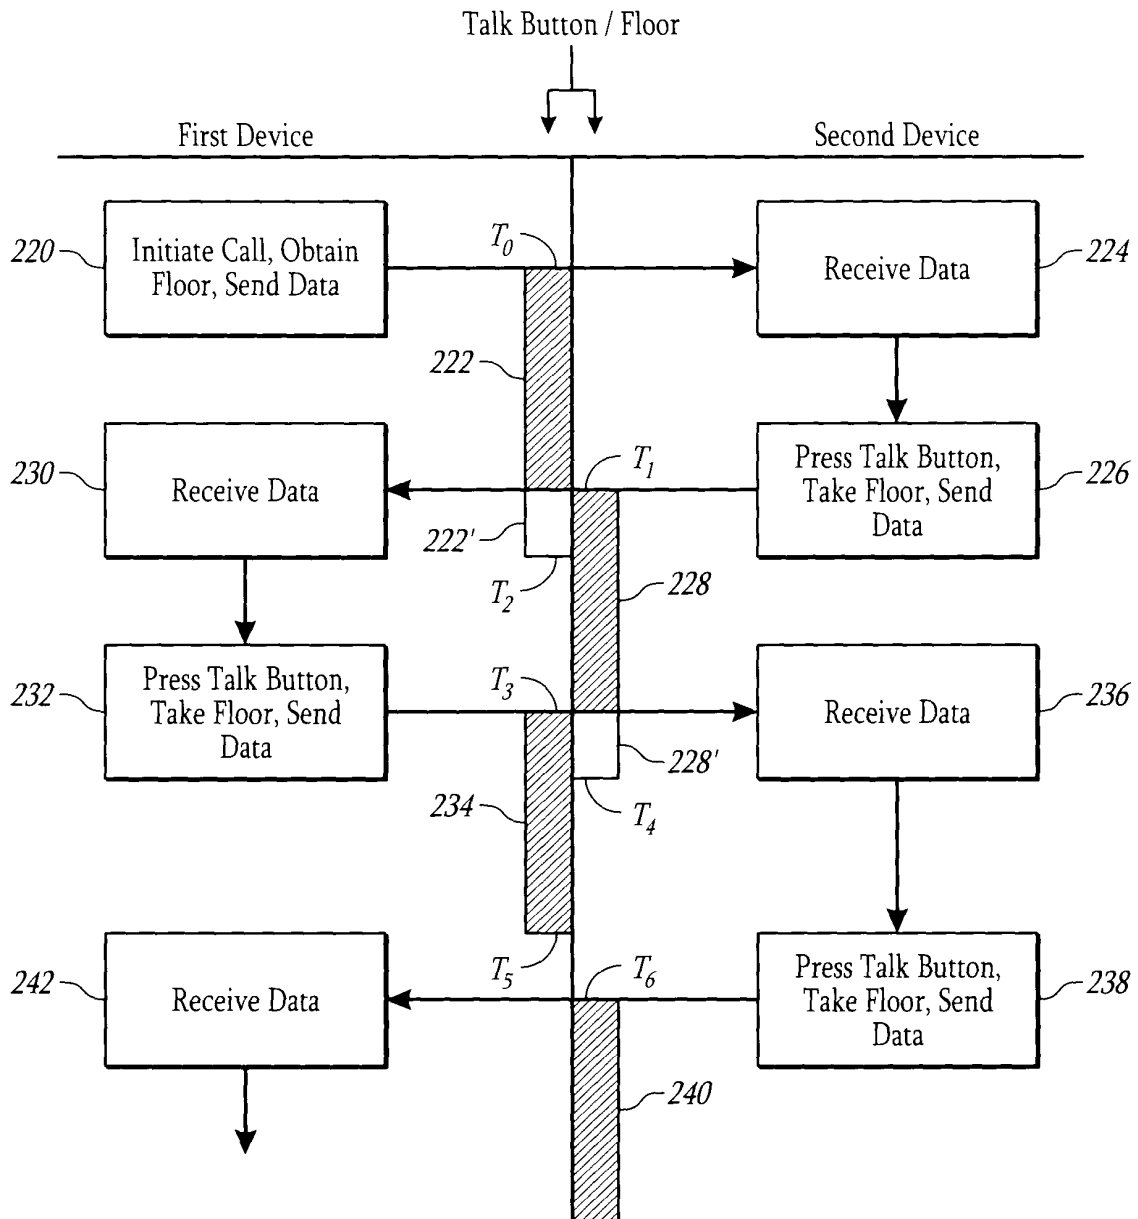 Talk Button / Floor
First Device
Second Device
220
Initiate Call, Obtain
Floor, Send Data
T0
Receive Data
224
222
230
Receive Data
T1
Press Talk Button,
Take Floor, Send
Data
226
222'
T2
228
232
Press Talk Button,
Take Floor, Send
Data
T3
Receive Data
236
228'
234
T4
242
Receive Data
T5
T6
Press Talk Button,
Take Floor, Send
Data
238
240